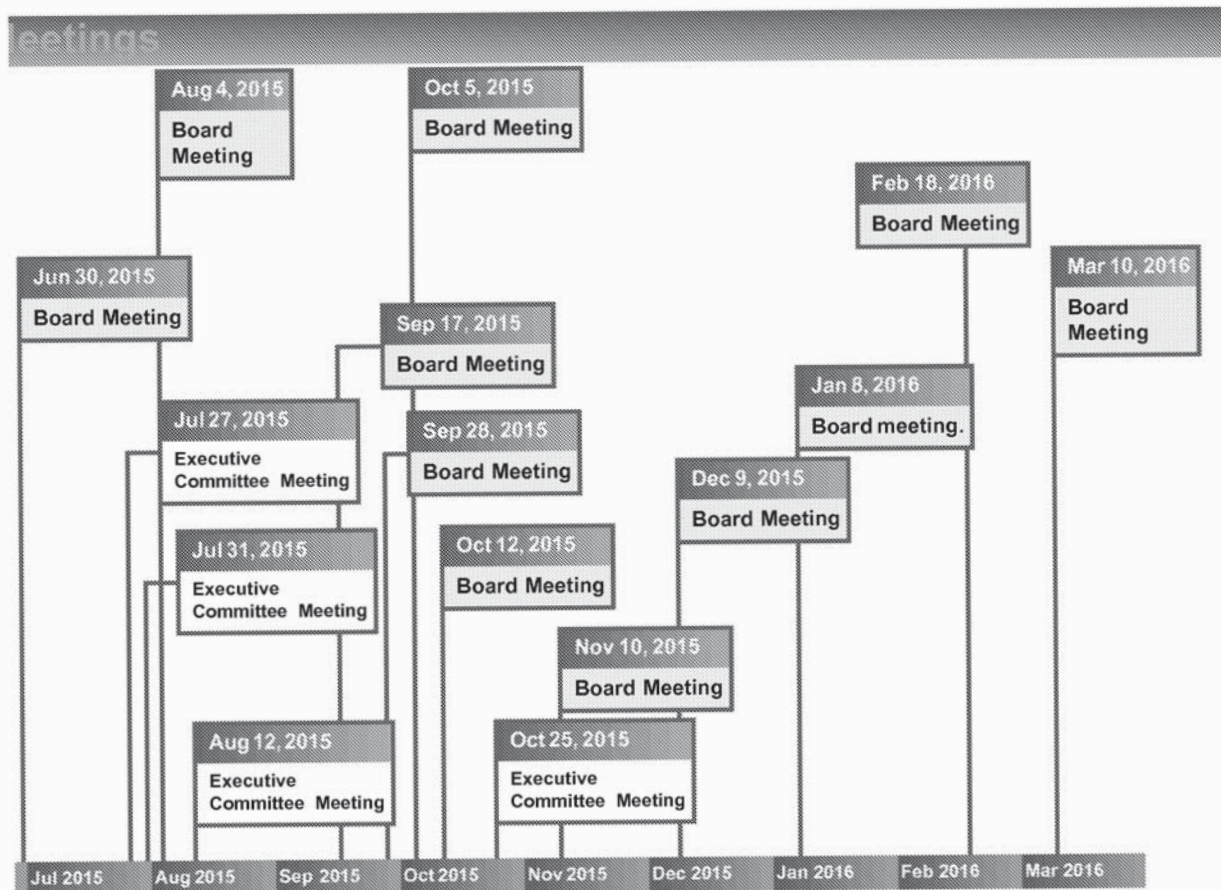 eetings
Aug 4, 2015
Board
Meeting
Oct 5, 2015
Board Meeting
Feb 18, 2016
Board Meeting
Jun 30, 2015
Board Meeting
Mar 10, 2016
Board
Meeting
Sep 17, 2015
Board Meeting
Jul 27, 2015
Executive
Committee Meeting
Sep 28, 2015
Board Meeting
Jan 8, 2016
Board meeting.
Dec 9, 2015
Board Meeting
Jul 31, 2015
Executive
Committee Meeting
Oct 12, 2015
Board Meeting
Nov 10, 2015
Board Meeting
Aug 12, 2015
Executive
Committee Meeting
Oct 25, 2015
Executive
Committee Meeting
Jul 2015 Aug 2015 Sep 2015 Oct 2015 Nov 2015 Dec 2015 Jan 2016 Feb 2016 Mar 2016